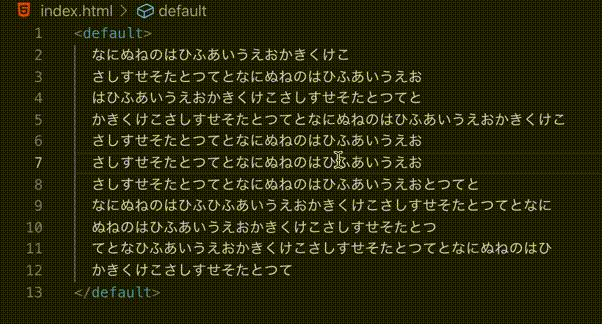 index.html > default
1 <default>
2 なにぬねのはひふあいうえおかきくけこ
3 さしすせそたとつてとなにぬねのはひふあいうえお
4 はひふあいうえおかきくけこさしすせそたとつてと
5 かきくけこさしすせそたとつてとなにぬねのはひふあいうえおかきくけこ
6 さしすせそたとつてとなにぬねのはひふあいうえお
7 さしすせそたとつてとなにぬねのはひふあいうえお
8 さしすせそたとつてとなにぬねのはひふあいうえおとつてと
9 なにぬねのはひふひふあいうえおかきくけこさしすせそたとつてとなに
10 ぬねのはひふあいうえおかきくけこさしすせそたとつ
11 てとなひふあいうえおかきくけこさしすせそたとつてとなにぬねのはひ
12 かきくけこさしすせそたとつて
13 </default>